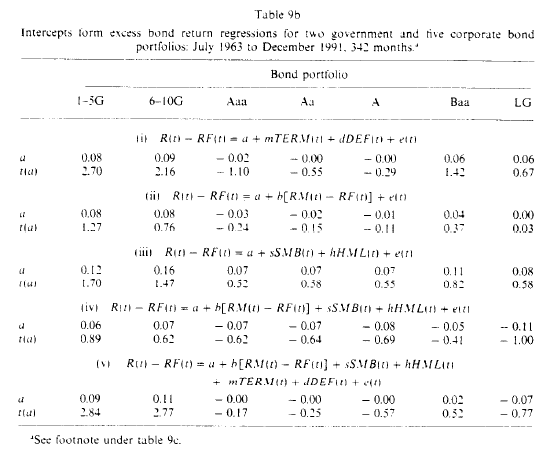 Table 9b
Intercepts form excess bond return regressions for two government and five corporate bond
portfolios: July 1963 to December 1991, 342 months.ᵃ
Bond portfolio
1–5G 6–10G Aaa Aa A Baa LG
(i) R(t) − RF(t) = a + mTERM(t) + dDEF(t) + e(t)
a 0.08 0.09 − 0.02 − 0.00 − 0.00 0.06 0.06
t(a) 2.70 2.16 − 1.10 − 0.55 − 0.29 1.42 0.67
(ii) R(t) − RF(t) = a + b[RM(t) − RF(t)] + e(t)
a 0.08 0.08 − 0.03 − 0.02 − 0.01 0.04 0.00
t(a) 1.27 0.76 − 0.24 − 0.15 − 0.11 0.37 0.03
(iii) R(t) − RF(t) = a + sSMB(t) + hHML(t) + e(t)
a 0.12 0.16 0.07 0.07 0.07 0.11 0.08
t(a) 1.70 1.47 0.52 0.58 0.55 0.82 0.58
(iv) R(t) − RF(t) = a + b[RM(t) − RF(t)] + sSMB(t) + hHML(t) + e(t)
a 0.06 0.07 − 0.07 − 0.07 − 0.08 − 0.05 − 0.11
t(a) 0.89 0.62 − 0.62 − 0.64 − 0.69 − 0.41 − 1.00
(v) R(t) − RF(t) = a + b[RM(t) − RF(t)] + sSMB(t) + hHML(t)
+ mTERM(t) + dDEF(t) + e(t)
a 0.09 0.11 − 0.00 − 0.00 − 0.00 0.02 − 0.07
t(a) 2.84 2.77 − 0.17 − 0.25 − 0.57 0.52 − 0.77
ᵃSee footnote under table 9c.